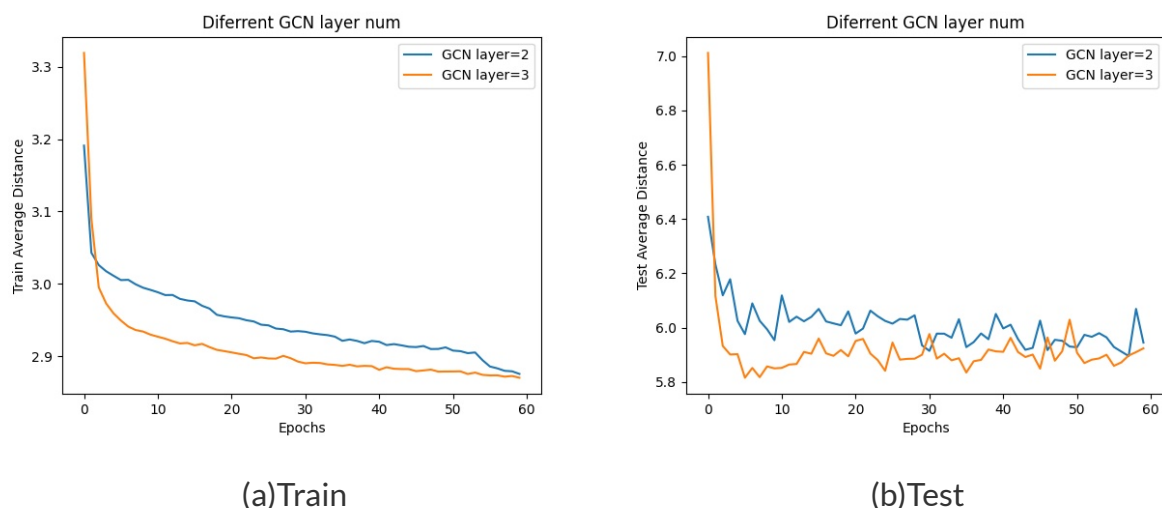 Diferrent GCN layer num
GCN layer=2
GCN layer=3
Train Average Distance
3.3
3.2
3.1
3.0
2.9
0 10 20 30 40 50 60
Epochs
(a)Train
Diferrent GCN layer num
GCN layer=2
GCN layer=3
Test Average Distance
7.0
6.8
6.6
6.4
6.2
6.0
5.8
0 10 20 30 40 50 60
Epochs
(b)Test